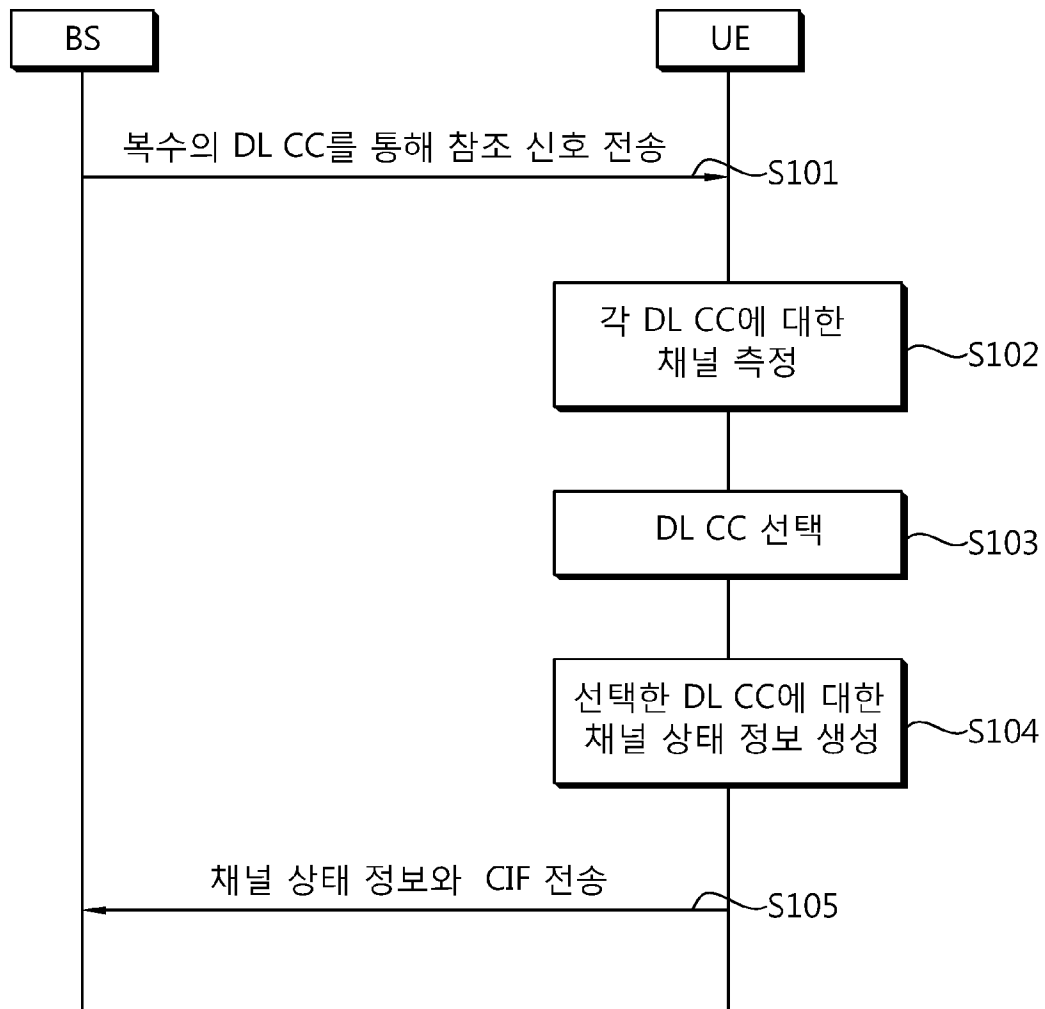 BS
UE
복수의 DL CC를 통해 참조 신호 전송
S101
각 DL CC에 대한
채널 측정
S102
DL CC 선택
S103
선택한 DL CC에 대한
채널 상태 정보 생성
S104
채널 상태 정보와 CIF 전송
S105